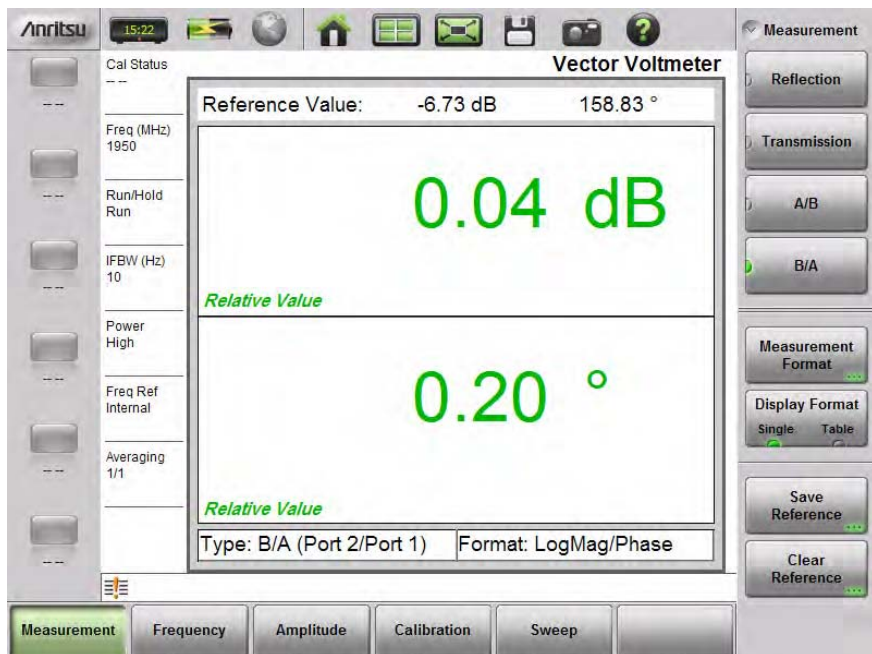 Anritsu 15:22
Vector Voltmeter
Cal Status
-- --
Freq (MHz)
1950
Run/Hold
Run
IFBW (Hz)
10
Power
High
Freq Ref
Internal
Averaging
1/1
-- --
-- --
-- --
-- --
-- --
-- --
Reference Value: -6.73 dB 158.83 °
0.04 dB
Relative Value
0.20 °
Relative Value
Type: B/A (Port 2/Port 1) Format: LogMag/Phase
Measurement
Reflection
Transmission
A/B
B/A
Measurement
Format
Display Format
Single Table
Save
Reference
Clear
Reference
Measurement Frequency Amplitude Calibration Sweep